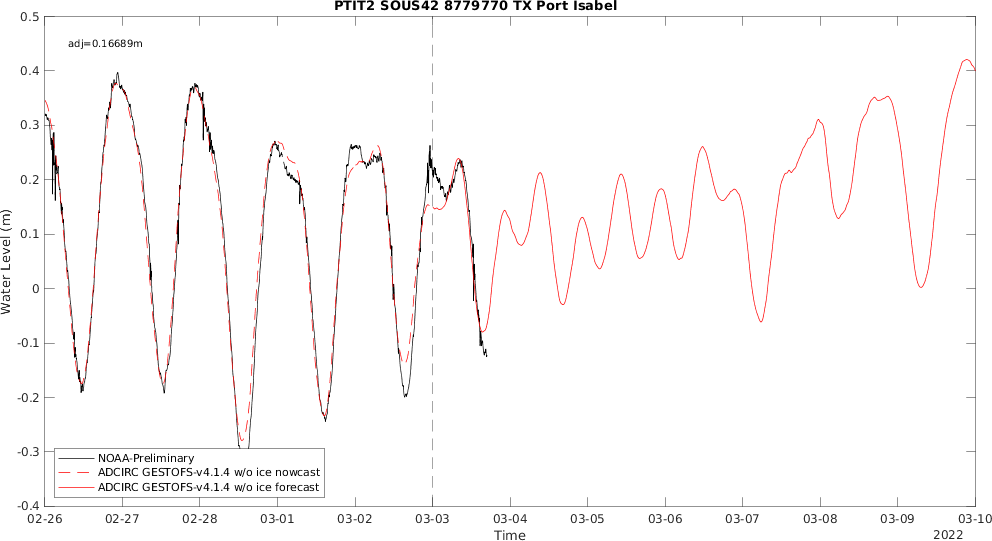 PTIT2 SOUS42 8779770 TX Port Isabel
0.5
adj=0.16689m
0.4
0.3
0.2
0.1
0
-0.1
-0.2
-0.3
-0.4
Water Level (m)
NOAA-Preliminary
ADCIRC GESTOFS-v4.1.4 w/o ice nowcast
ADCIRC GESTOFS-v4.1.4 w/o ice forecast
02-26 02-27 02-28 03-01 03-02 03-03 03-04 03-05 03-06 03-07 03-08 03-09 03-10
Time
2022